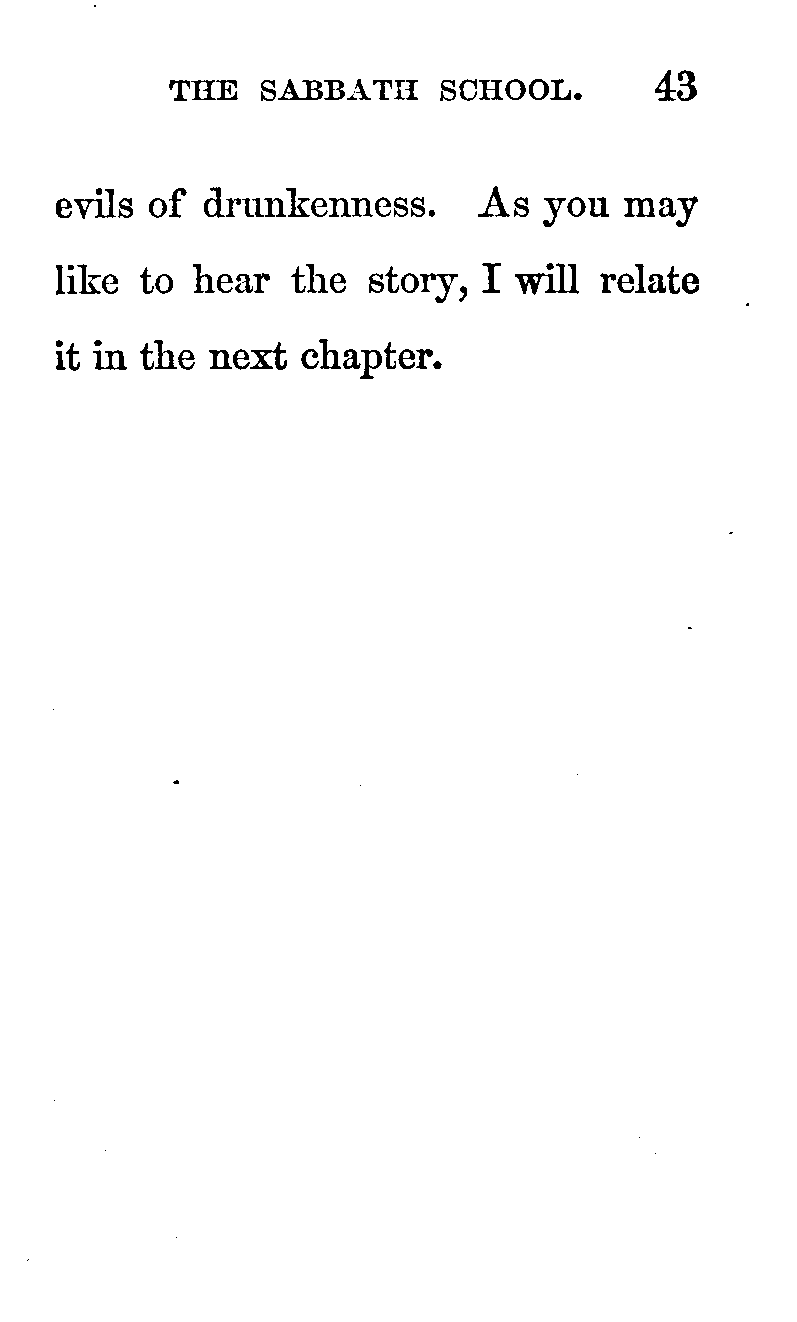 THE SABBATH SCHOOL. 43
evils of drunkenness. As you may
like to hear the story, I will relate
it in the next chapter.